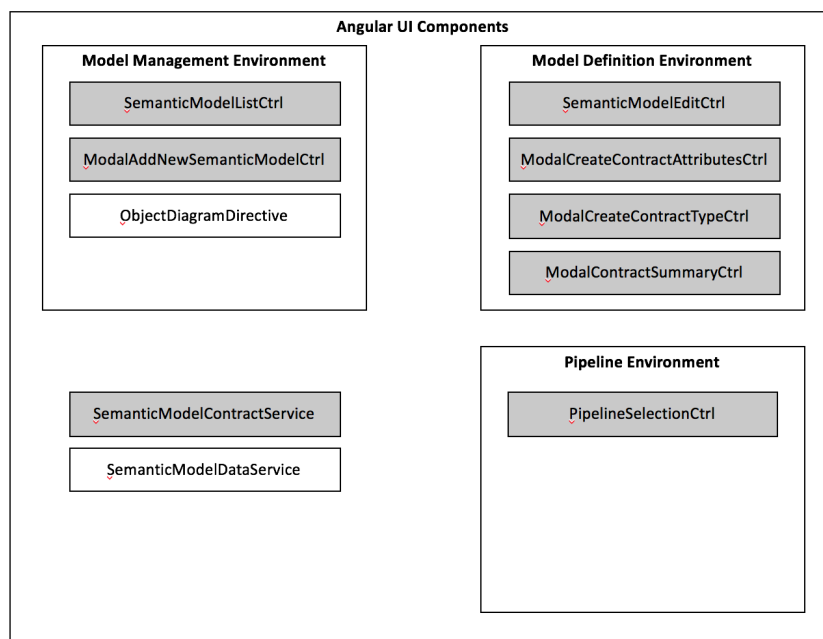 Angular UI Components
Model Management Environment
SemanticModelListCtrl
ModalAddNewSemanticModelCtrl
ObjectDiagramDirective
Model Definition Environment
SemanticModelEditCtrl
ModalCreateContractAttributesCtrl
ModalCreateContractTypeCtrl
ModalContractSummaryCtrl
SemanticModelContractService
SemanticModelDataService
Pipeline Environment
PipelineSelectionCtrl